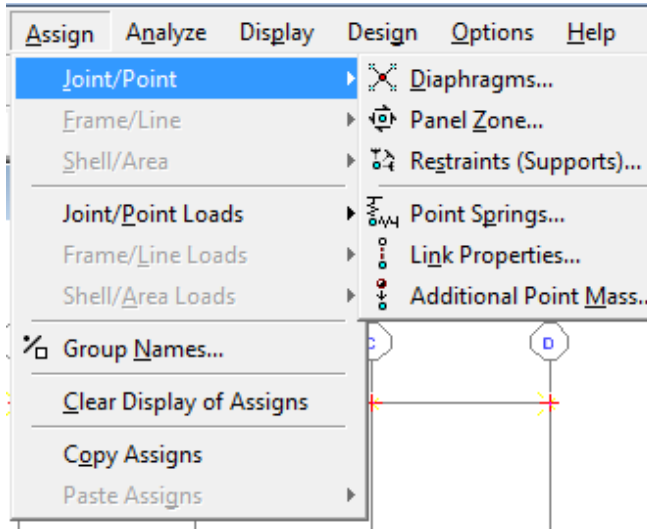 Assign Analyze Display Design Options Help
Joint/Point
Frame/Line
Shell/Area
Joint/Point Loads
Frame/Line Loads
Shell/Area Loads
Group Names...
Clear Display of Assigns
Copy Assigns
Paste Assigns
Diaphragms...
Panel Zone...
Restraints (Supports)...
Point Springs...
Link Properties...
Additional Point Mass..
C
D